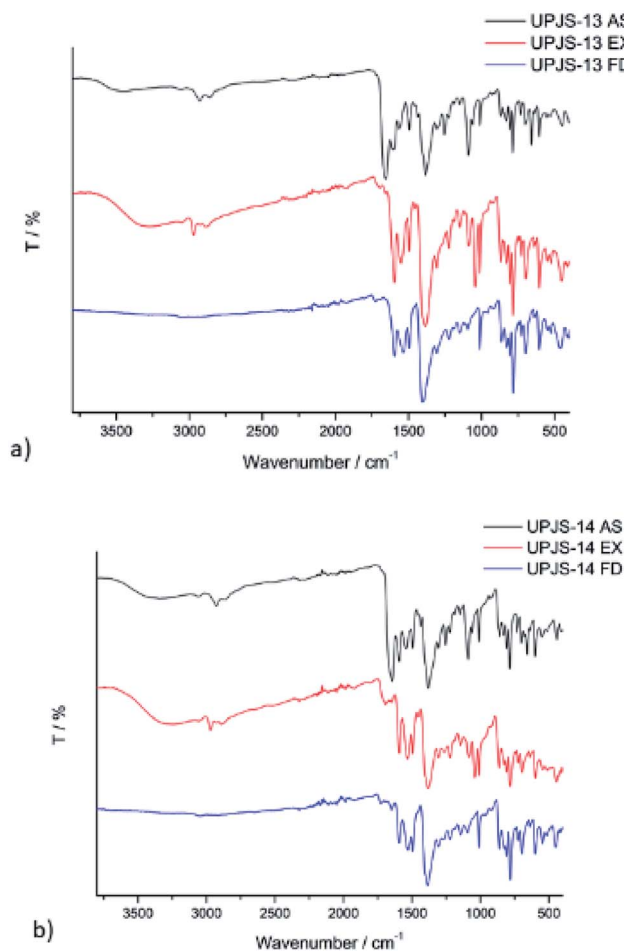 UPJS-13 AS
UPJS-13 EX
UPJS-13 FD
T / %
3500 3000 2500 2000 1500 1000 500
Wavenumber / cm⁻¹
a)
UPJS-14 AS
UPJS-14 EX
UPJS-14 FD
T / %
3500 3000 2500 2000 1500 1000 500
Wavenumber / cm⁻¹
b)